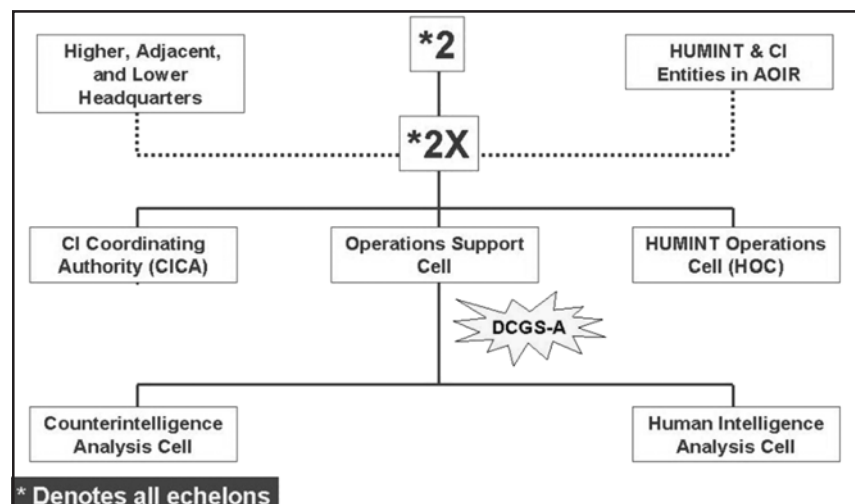 *2
Higher, Adjacent,
and Lower
Headquarters
HUMINT & CI
Entities in AOIR
*2X
CI Coordinating
Authority (CICA)
Operations Support
Cell
HUMINT Operations
Cell (HOC)
DCGS-A
Counterintelligence
Analysis Cell
Human Intelligence
Analysis Cell
* Denotes all echelons